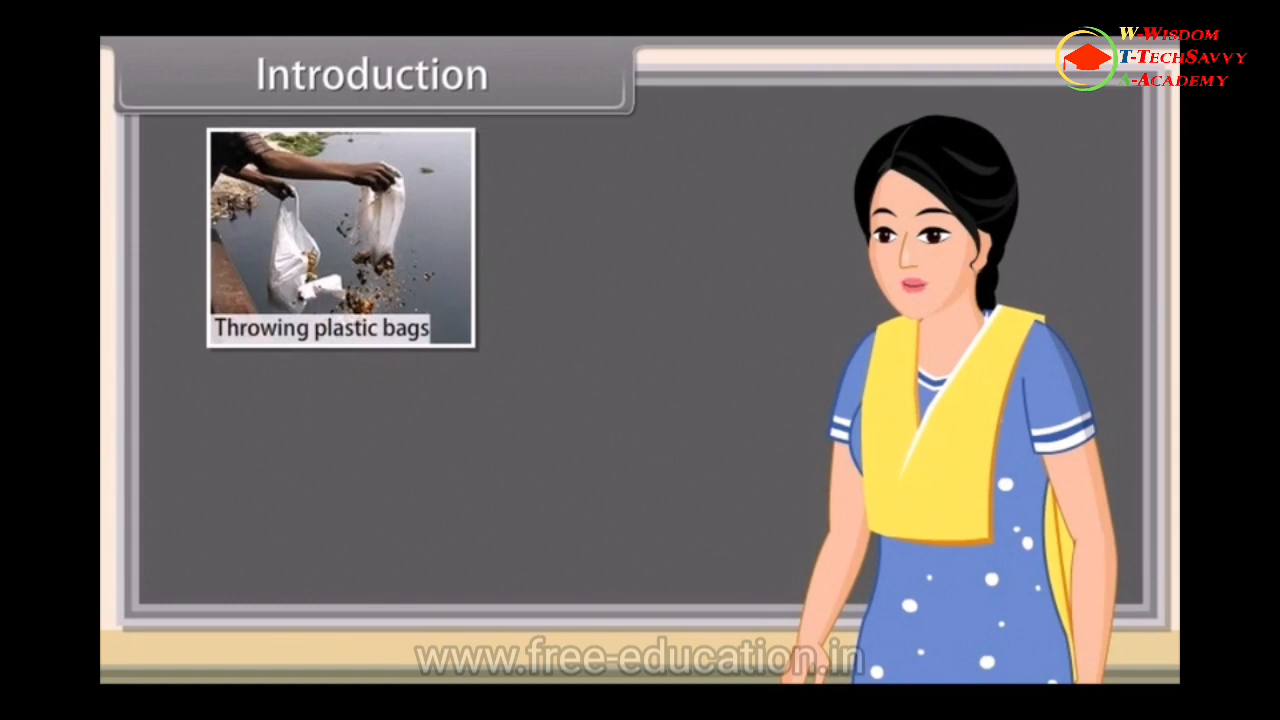 Introduction
W-Wisdom
T-TechSavvy
A-Academy
Throwing plastic bags
www.free-education.in